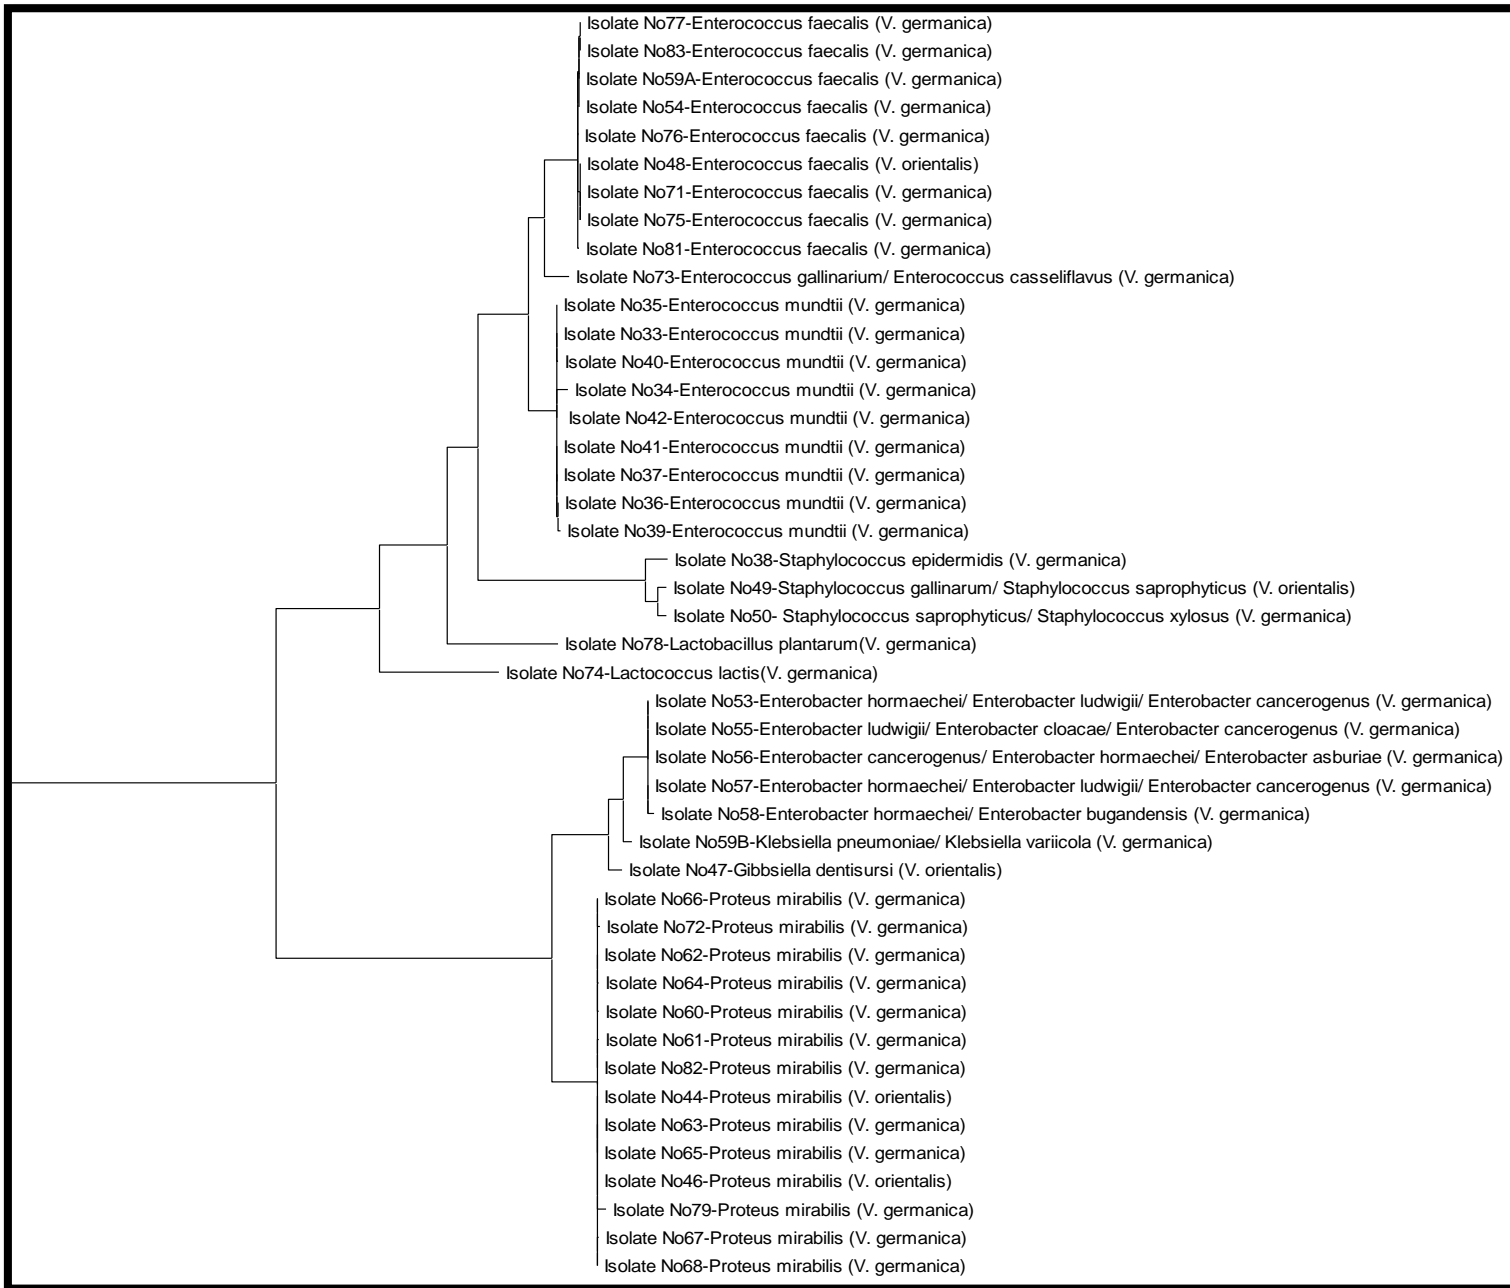 Isolate No77-Enterococcus faecalis (V. germanica)
Isolate No83-Enterococcus faecalis (V. germanica)
Isolate No59A-Enterococcus faecalis (V. germanica)
Isolate No54-Enterococcus faecalis (V. germanica)
Isolate No76-Enterococcus faecalis (V. germanica)
Isolate No48-Enterococcus faecalis (V. orientalis)
Isolate No71-Enterococcus faecalis (V. germanica)
Isolate No75-Enterococcus faecalis (V. germanica)
Isolate No81-Enterococcus faecalis (V. germanica)
Isolate No73-Enterococcus gallinarium/ Enterococcus casseliflavus (V. germanica)
Isolate No35-Enterococcus mundtii (V. germanica)
Isolate No33-Enterococcus mundtii (V. germanica)
Isolate No40-Enterococcus mundtii (V. germanica)
Isolate No34-Enterococcus mundtii (V. germanica)
Isolate No42-Enterococcus mundtii (V. germanica)
Isolate No41-Enterococcus mundtii (V. germanica)
Isolate No37-Enterococcus mundtii (V. germanica)
Isolate No36-Enterococcus mundtii (V. germanica)
Isolate No39-Enterococcus mundtii (V. germanica)
Isolate No38-Staphylococcus epidermidis (V. germanica)
Isolate No49-Staphylococcus gallinarum/ Staphylococcus saprophyticus (V. orientalis)
Isolate No50- Staphylococcus saprophyticus/ Staphylococcus xylosus (V. germanica)
Isolate No78-Lactobacillus plantarum(V. germanica)
Isolate No74-Lactococcus lactis(V. germanica)
Isolate No53-Enterobacter hormaechei/ Enterobacter ludwigii/ Enterobacter cancerogenus (V. germanica)
Isolate No55-Enterobacter ludwigii/ Enterobacter cloacae/ Enterobacter cancerogenus (V. germanica)
Isolate No56-Enterobacter cancerogenus/ Enterobacter hormaechei/ Enterobacter asburiae (V. germanica)
Isolate No57-Enterobacter hormaechei/ Enterobacter ludwigii/ Enterobacter cancerogenus (V. germanica)
Isolate No58-Enterobacter hormaechei/ Enterobacter bugandensis (V. germanica)
Isolate No59B-Klebsiella pneumoniae/ Klebsiella variicola (V. germanica)
Isolate No47-Gibbsiella dentisursi (V. orientalis)
Isolate No66-Proteus mirabilis (V. germanica)
Isolate No72-Proteus mirabilis (V. germanica)
Isolate No62-Proteus mirabilis (V. germanica)
Isolate No64-Proteus mirabilis (V. germanica)
Isolate No60-Proteus mirabilis (V. germanica)
Isolate No61-Proteus mirabilis (V. germanica)
Isolate No82-Proteus mirabilis (V. germanica)
Isolate No44-Proteus mirabilis (V. orientalis)
Isolate No63-Proteus mirabilis (V. germanica)
Isolate No65-Proteus mirabilis (V. germanica)
Isolate No46-Proteus mirabilis (V. orientalis)
Isolate No79-Proteus mirabilis (V. germanica)
Isolate No67-Proteus mirabilis (V. germanica)
Isolate No68-Proteus mirabilis (V. germanica)